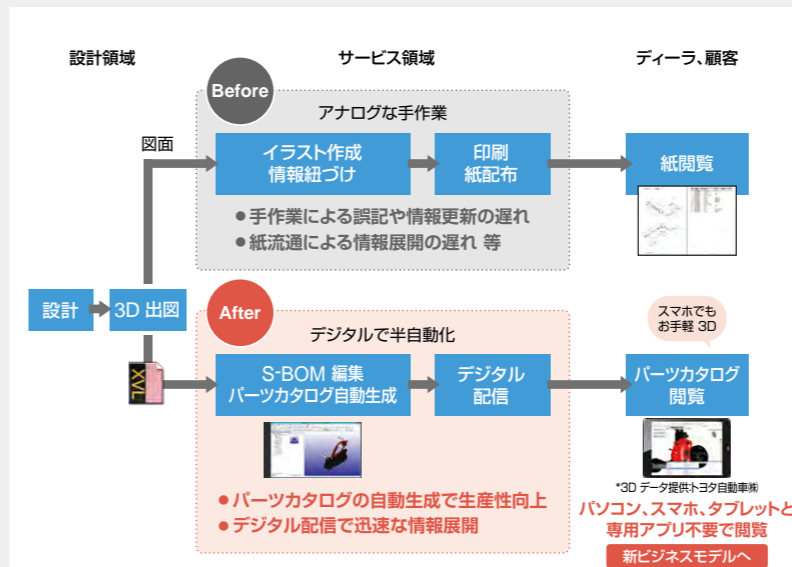 設計領域
サービス領域
ディーラ、顧客
Before
アナログな手作業
図面
イラスト作成
情報紐づけ
印刷
紙配布
紙閲覧
●手作業による誤記や情報更新の遅れ
●紙流通による情報展開の遅れ 等
設計
3D 出図
After
デジタルで半自動化
スマホでも
お手軽 3D
XVL
S-BOM 編集
パーツカタログ自動生成
デジタル
配信
パーツカタログ
閲覧
*3D データ提供トヨタ自動車㈱
●パーツカタログの自動生成で生産性向上
●デジタル配信で迅速な情報展開
パソコン、スマホ、タブレットと
専用アプリ不要で閲覧
新ビジネスモデルへ